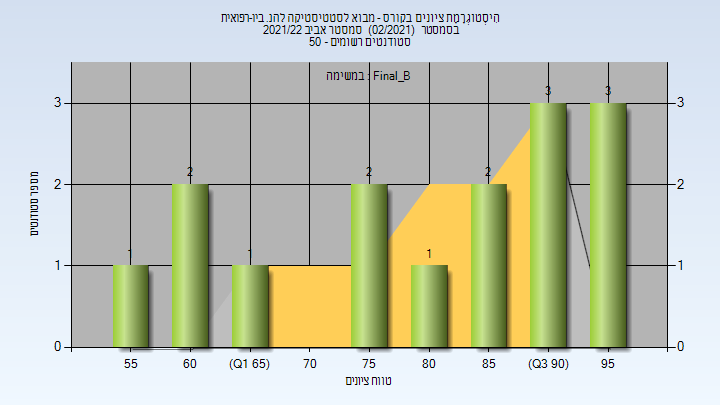 הִיסְטוֹגְרַמַת ציונים בקורס - מבוא לסטטיסטיקה להנ. ביו-רפואית
בסמסטר (02/2021) סמסטר אביב 2021/22
סטודנטים רשומים - 50
במשימה : Final_B
מספר סטודנטים
3
2
1
0
3
2
1
0
1
2
1
2
1
2
3
3
55
60
(Q1 65)
70
75
80
85
(Q3 90)
95
טווח ציונים